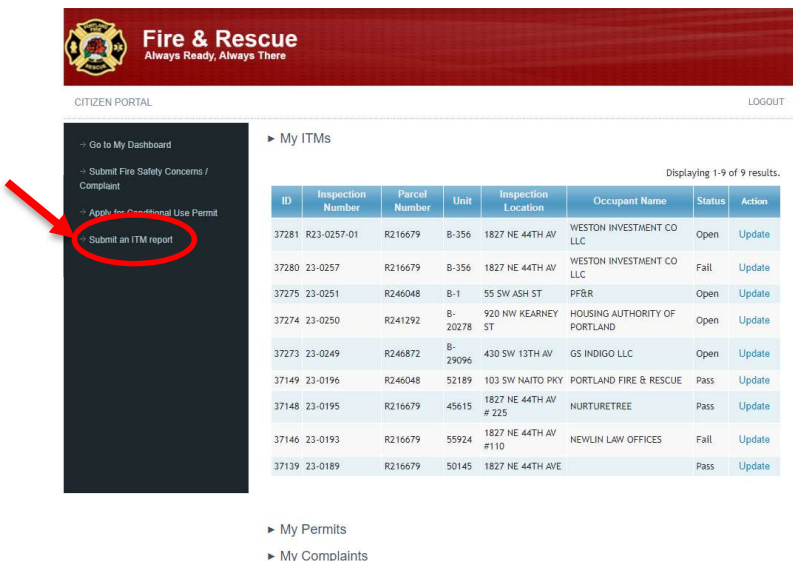 Fire & Rescue
Always Ready, Always There
CITIZEN PORTAL
LOGOUT
→ Go to My Dashboard
→ Submit Fire Safety Concerns /
Complaint
→ Apply for Conditional Use Permit
→ Submit an ITM report
► My ITMs
Displaying 1-9 of 9 results.
ID Inspection Number Parcel Number Unit Inspection Location Occupant Name Status Action
37281 R23-0257-01 R216679 B-356 1827 NE 44TH AV WESTON INVESTMENT CO LLC Open Update
37280 23-0257 R216679 B-356 1827 NE 44TH AV WESTON INVESTMENT CO LLC Fail Update
37275 23-0251 R246048 B-1 55 SW ASH ST PF&R Open Update
37274 23-0250 R241292 B-20278 920 NW KEARNEY ST HOUSING AUTHORITY OF PORTLAND Open Update
37273 23-0249 R246872 B-29096 430 SW 13TH AV GS INDIGO LLC Open Update
37149 23-0196 R246048 52189 103 SW NAITO PKY PORTLAND FIRE & RESCUE Pass Update
37148 23-0195 R216679 45615 1827 NE 44TH AV # 225 NURTURETREE Pass Update
37146 23-0193 R216679 55924 1827 NE 44TH AV #110 NEWLIN LAW OFFICES Fail Update
37139 23-0189 R216679 50145 1827 NE 44TH AVE Pass Update
► My Permits
► My Complaints